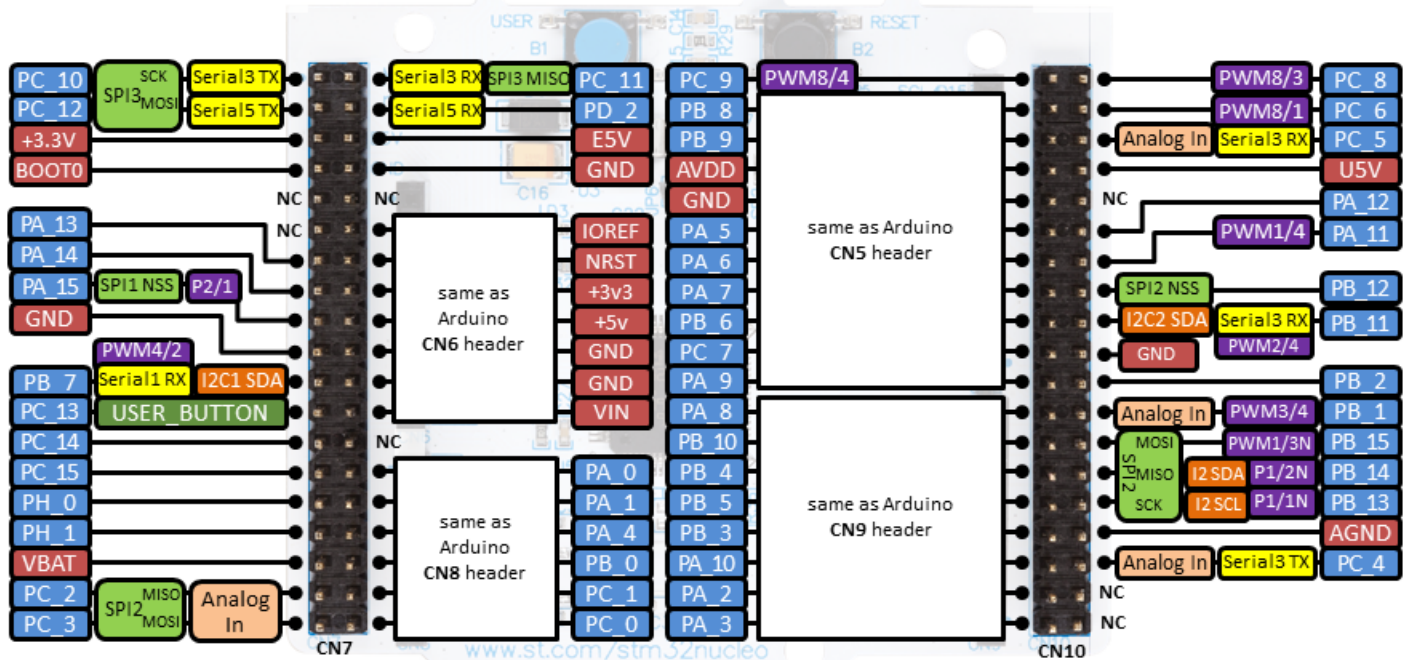 USER B1 C14 R29 B2 RESET
PC_10 SPI3 SCK Serial3 TX Serial3 RX SPI3 MISO PC_11 PC_9 PWM8/4 PWM8/3 PC_8
PC_12 MOSI Serial5 TX Serial5 RX PD_2 PB_8 PWM8/1 PC_6
+3.3V E5V PB_9 Analog In Serial3 RX PC_5
BOOT0 GND AVDD U5V
C16
NC NC GND NC PA_12
PA_13 NC IOREF PA_5 PWM1/4 PA_11
PA_14 NRST PA_6
PA_15 SPI1 NSS P2/1 +3v3 PA_7 SPI2 NSS PB_12
GND +5v PB_6 I2C2 SDA Serial3 RX PB_11
PWM4/2 GND PC_7 GND PWM2/4
PB_7 Serial1 RX I2C1 SDA GND PA_9 PB_2
PC_13 USER_BUTTON VIN PA_8 Analog In PWM3/4 PB_1
same as
Arduino
CN6 header
same as Arduino
CN5 header
PC_14 NC PB_10 SPI2 MOSI PWM1/3N PB_15
PC_15 PA_0 PB_4 MISO I2 SDA P1/2N PB_14
PH_0 PA_1 PB_5 SCK I2 SCL P1/1N PB_13
PH_1 PA_4 PB_3 AGND
VBAT PB_0 PA_10 Analog In Serial3 TX PC_4
PC_2 SPI2 MISO Analog In PC_1 PA_2 NC
PC_3 MOSI PC_0 PA_3 NC
same as
Arduino
CN8 header
same as Arduino
CN9 header
CN7 www.st.com/stm32nucleo CN10